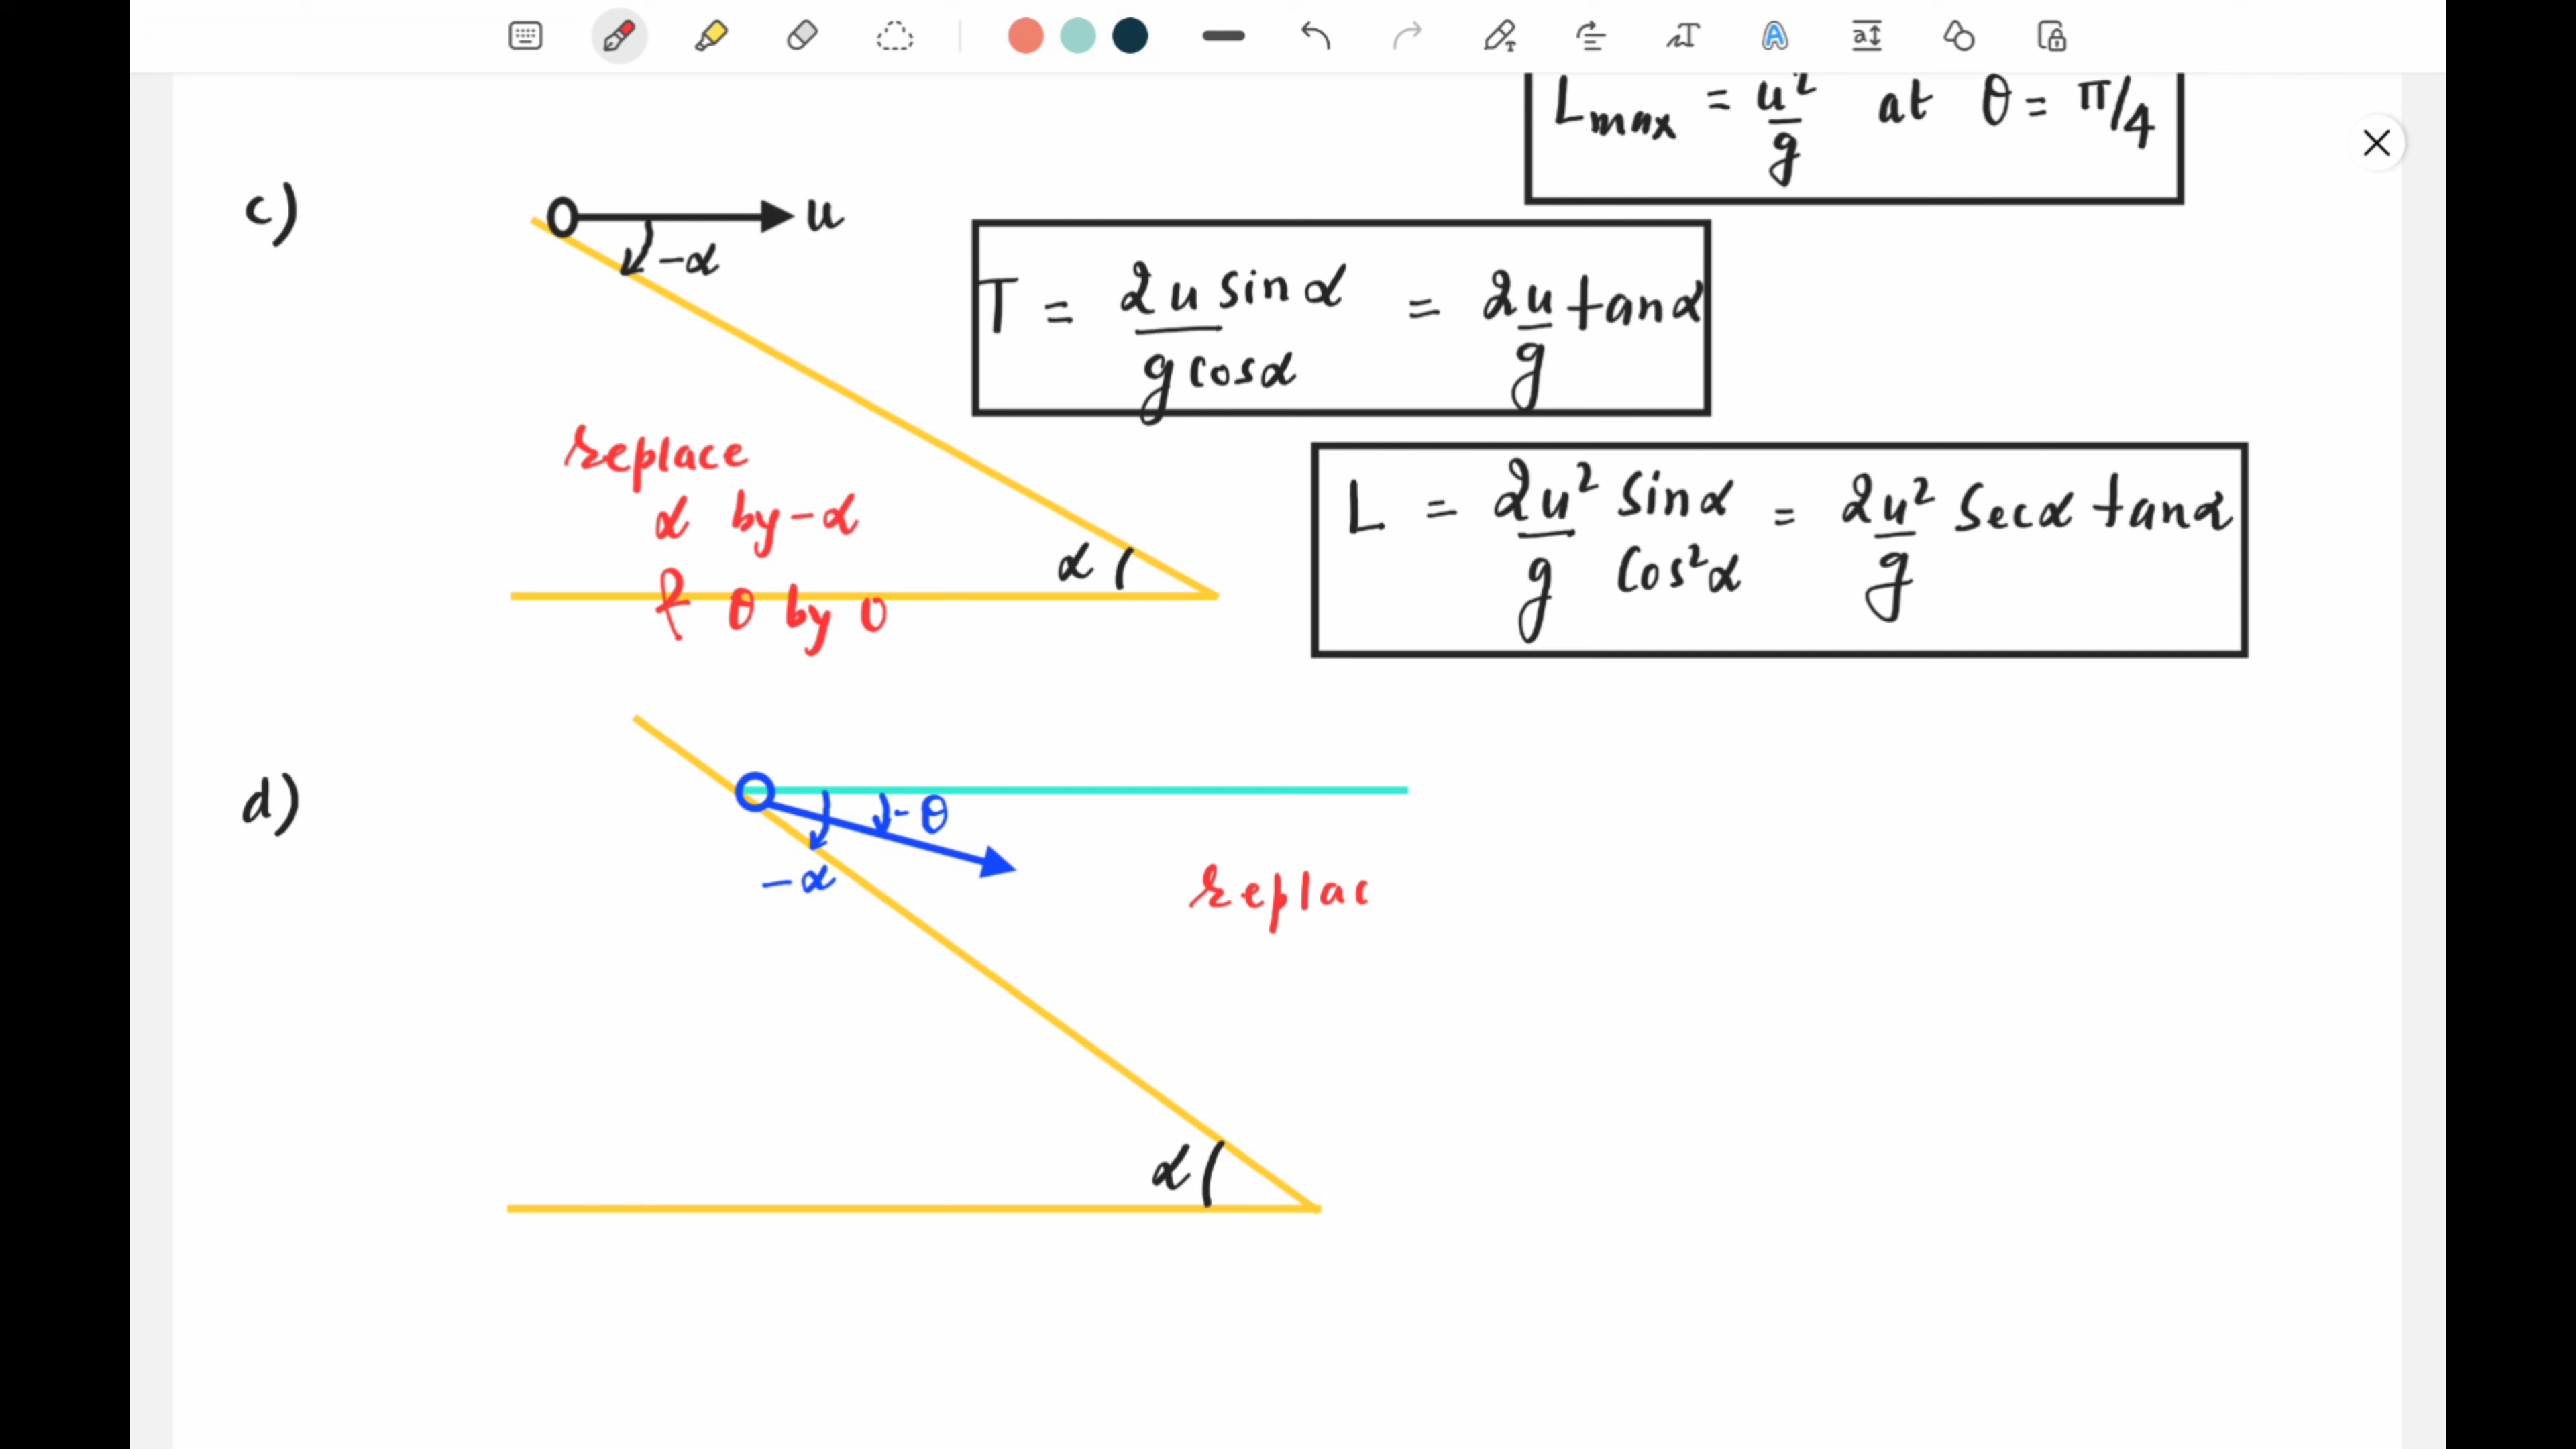 L_max = u²/g at θ = π/4
c)
u
-α
T = 2u sinα / g cosα = 2u/g tanα
replace
α by -α
& θ by 0
α
L = 2u²/g sinα/cos²α = 2u²/g secα tanα
d)
-θ
-α
replac
α